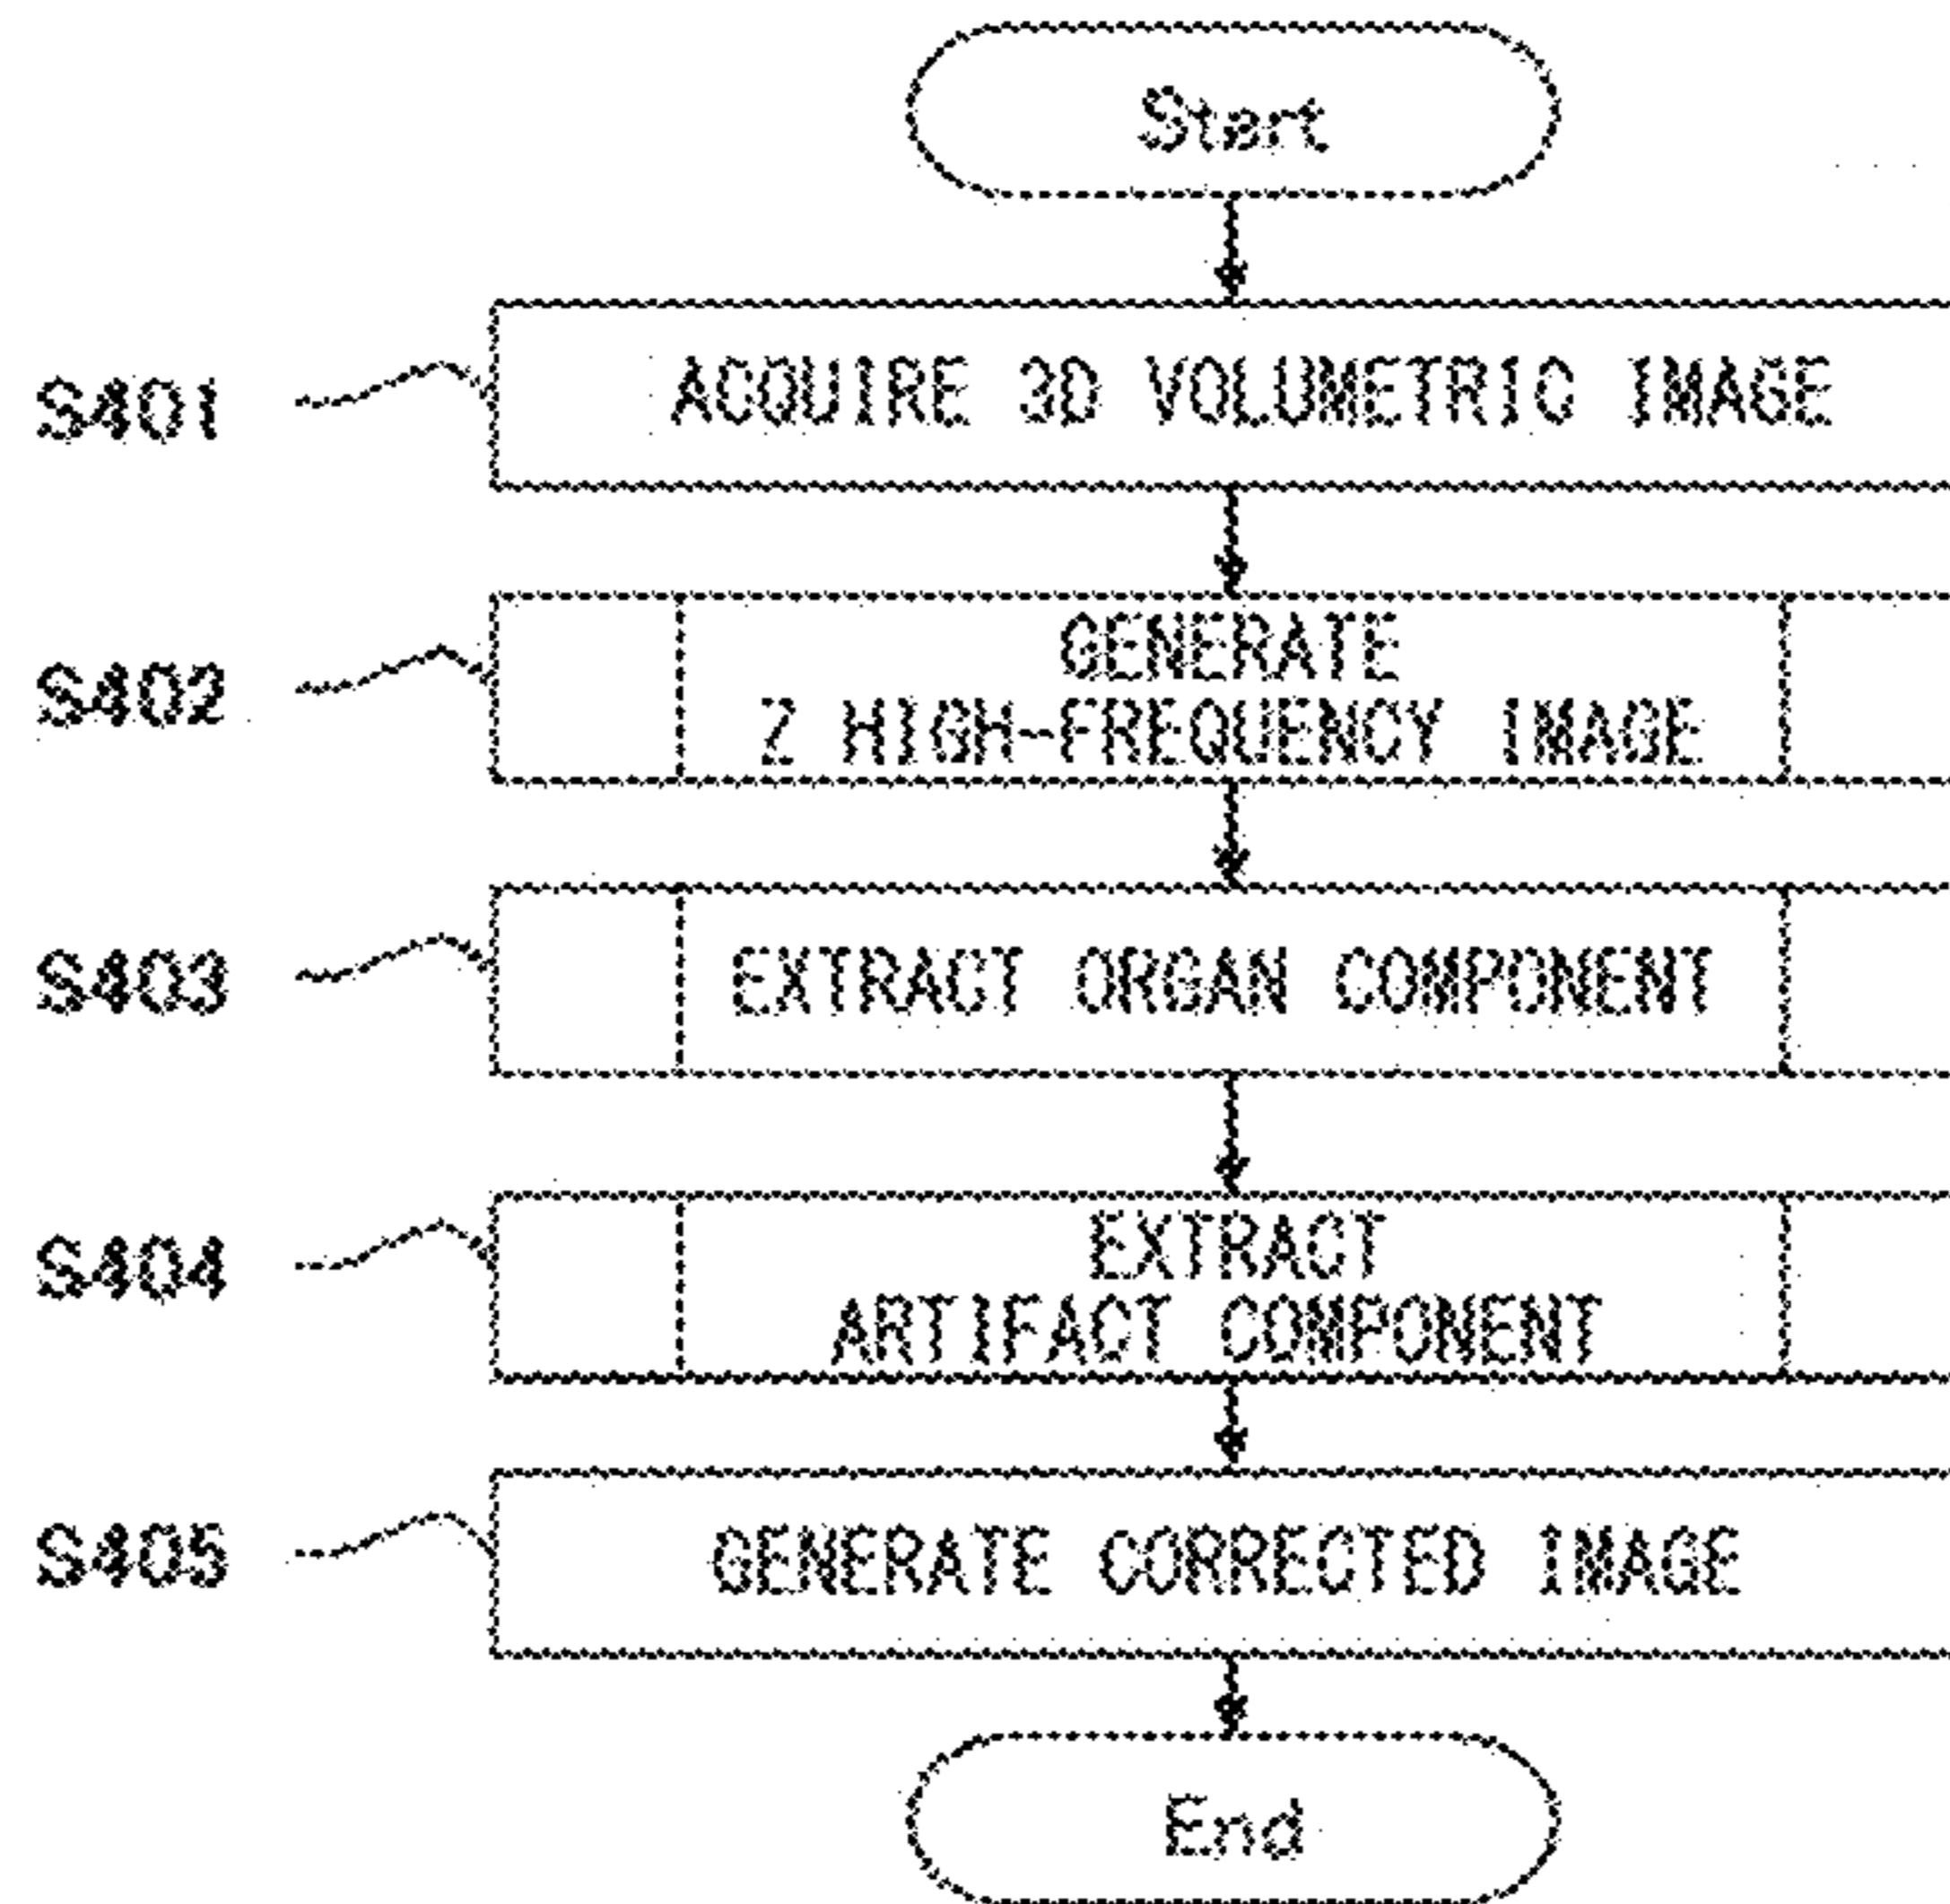 Start
S401 ACQUIRE 3D VOLUMETRIC IMAGE
S402 GENERATE
Z HIGH-FREQUENCY IMAGE
S403 EXTRACT ORGAN COMPONENT
S404 EXTRACT
ARTIFACT COMPONENT
S405 GENERATE CORRECTED IMAGE
End